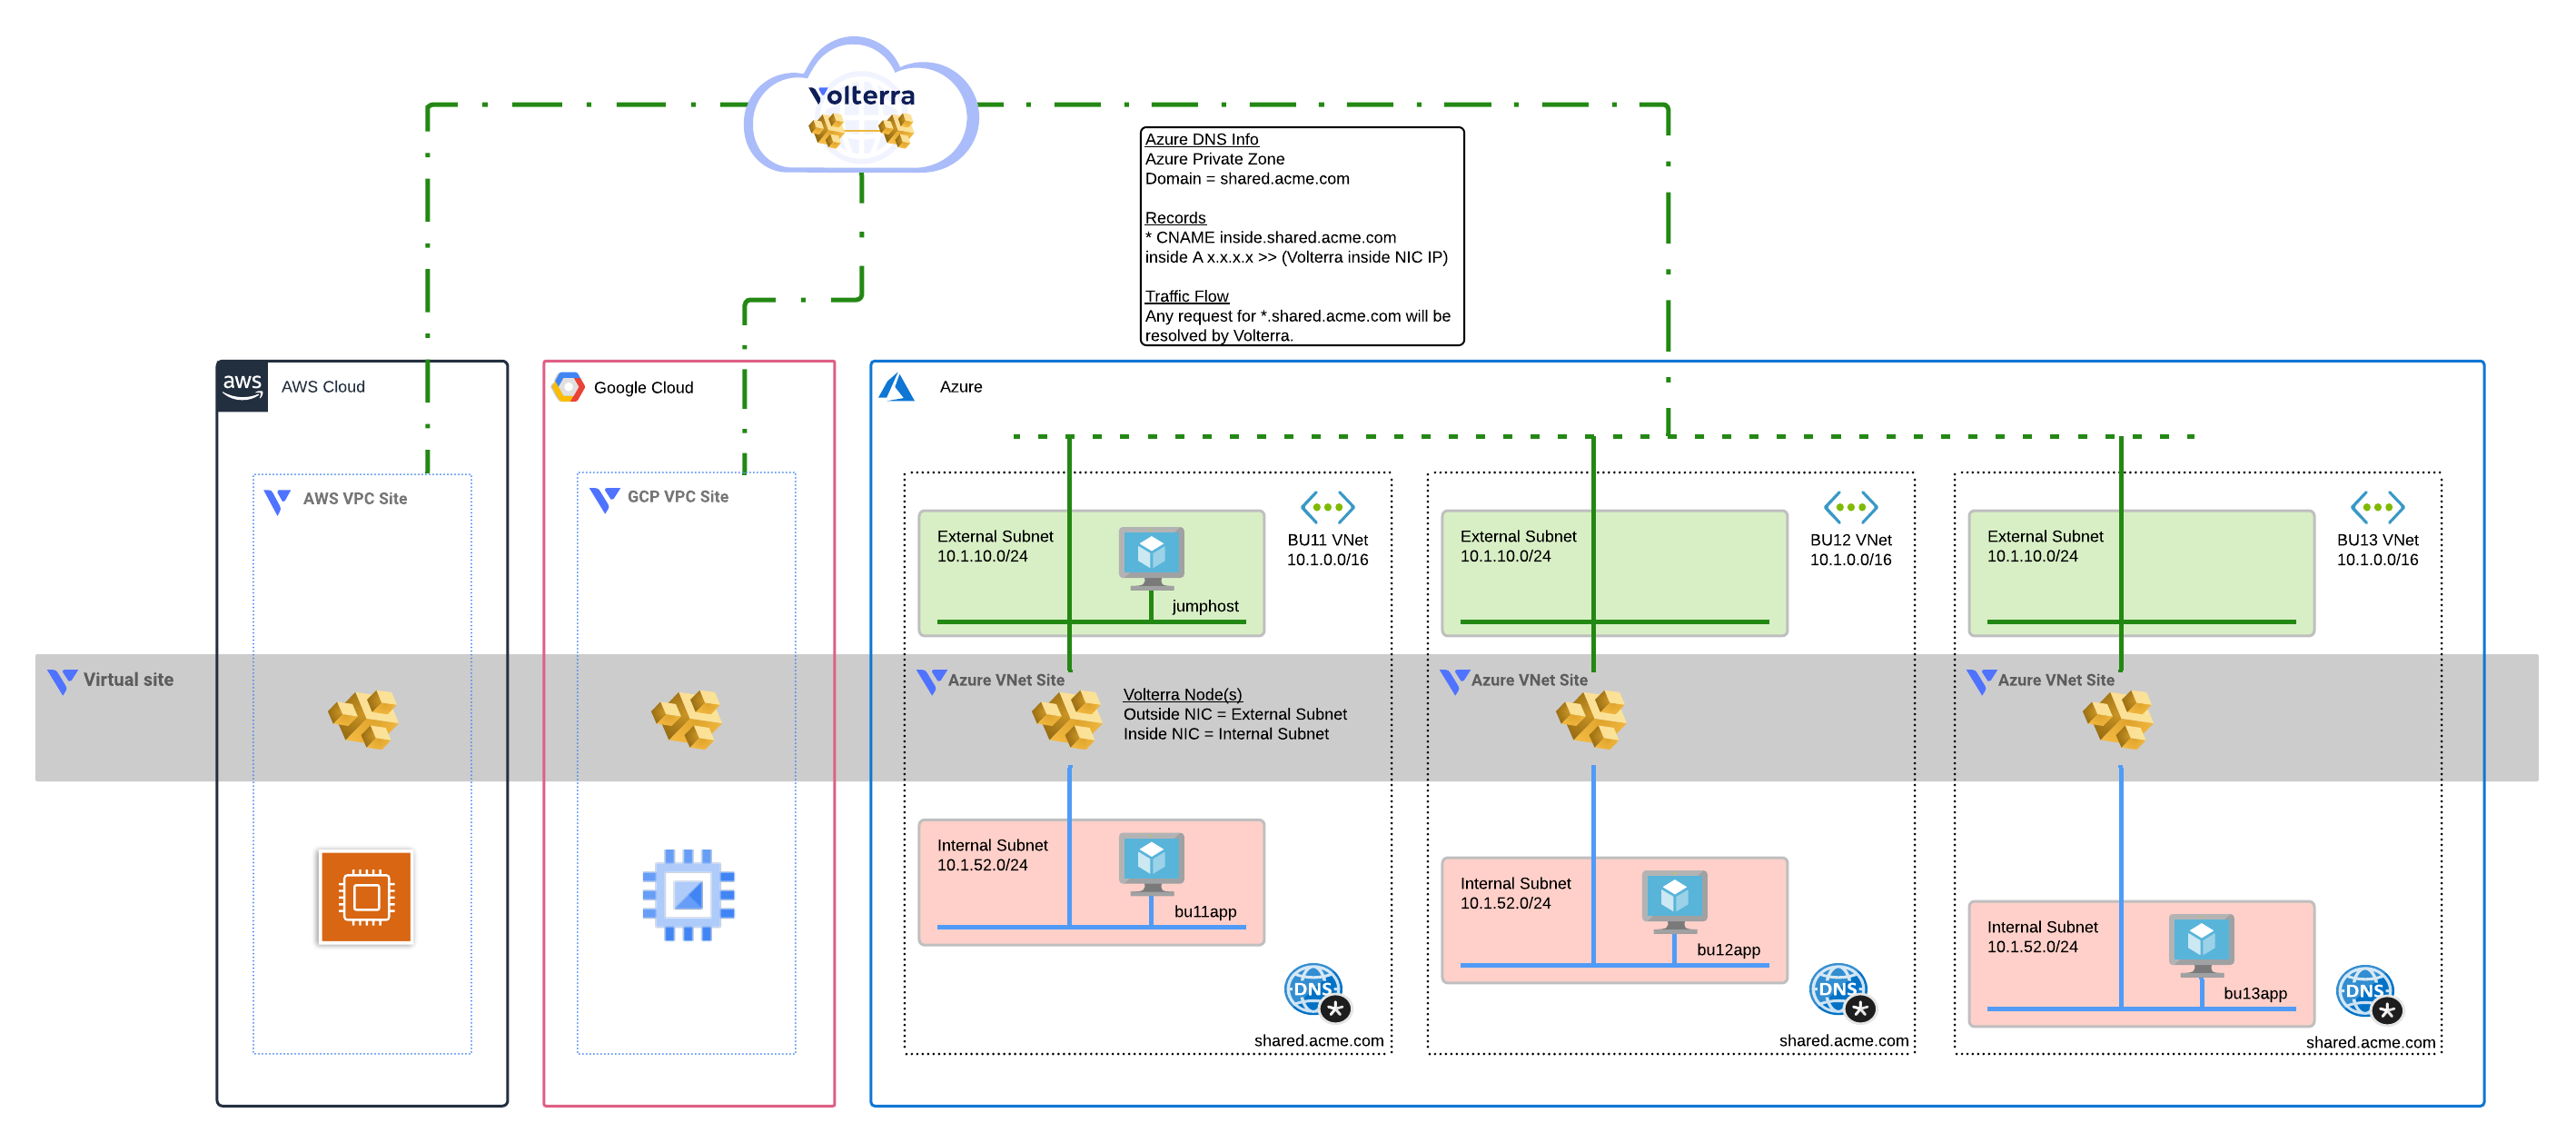 Volterra
Azure DNS Info
Azure Private Zone
Domain = shared.acme.com
Records
* CNAME inside.shared.acme.com
inside A x.x.x.x >> (Volterra inside NIC IP)
Traffic Flow
Any request for *.shared.acme.com will be
resolved by Volterra.
aws
AWS Cloud
Google Cloud
Azure
AWS VPC Site
GCP VPC Site
External Subnet
10.1.10.0/24
jumphost
BU11 VNet
10.1.0.0/16
External Subnet
10.1.10.0/24
BU12 VNet
10.1.0.0/16
External Subnet
10.1.10.0/24
BU13 VNet
10.1.0.0/16
Virtual site
Azure VNet Site
Volterra Node(s)
Outside NIC = External Subnet
Inside NIC = Internal Subnet
Azure VNet Site
Azure VNet Site
Internal Subnet
10.1.52.0/24
bu11app
DNS
*
shared.acme.com
Internal Subnet
10.1.52.0/24
bu12app
DNS
*
shared.acme.com
Internal Subnet
10.1.52.0/24
bu13app
DNS
*
shared.acme.com